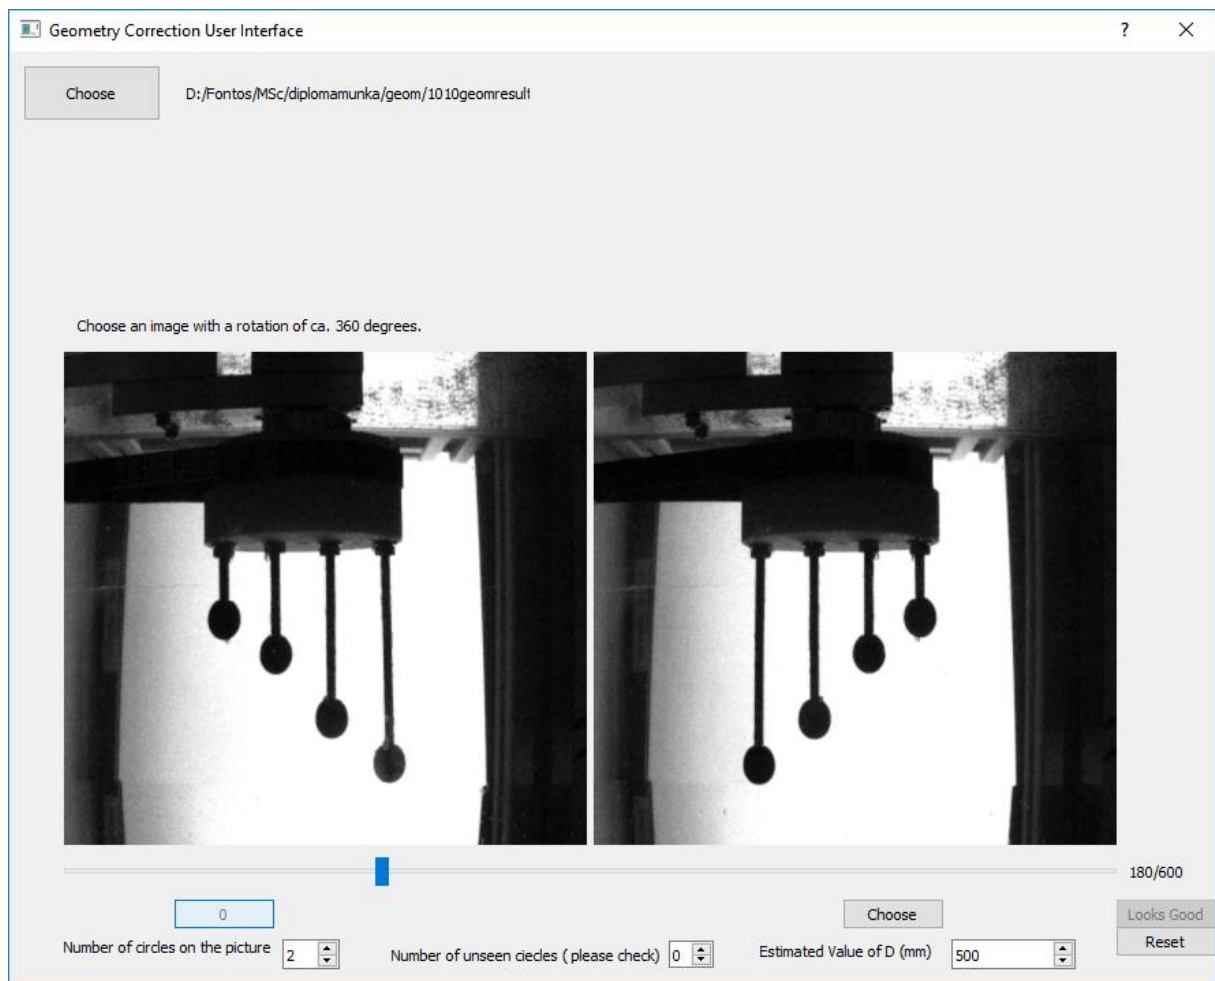 Geometry Correction User Interface
?
Choose
D:/Fontos/MSc/diplomamunka/geom/1010geomresult
Choose an image with a rotation of ca. 360 degrees.
180/600
0
Choose
Looks Good
Number of circles on the picture
2
Number of unseen ciecles ( please check)
0
Estimated Value of D (mm)
500
Reset